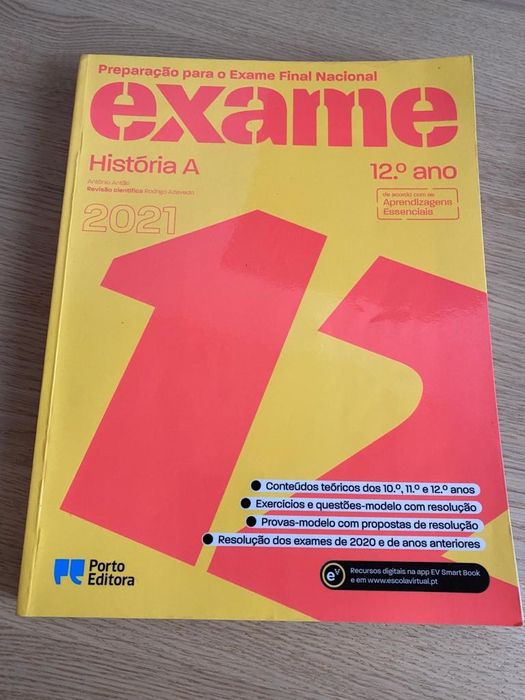 Preparação para o Exame Final Nacional
exame
História A
12.º ano
António Antão
Revisão científica Rodrigo Azevedo
de acordo com as
Aprendizagens
Essenciais
2021
12
Conteúdos teóricos dos 10.º, 11.º e 12.º anos
Exercícios e questões-modelo com resolução
Provas-modelo com propostas de resolução
Resolução dos exames de 2020 e de anos anteriores
Porto
Editora
eV
Recursos digitais na app EV Smart Book
e em www.escolavirtual.pt